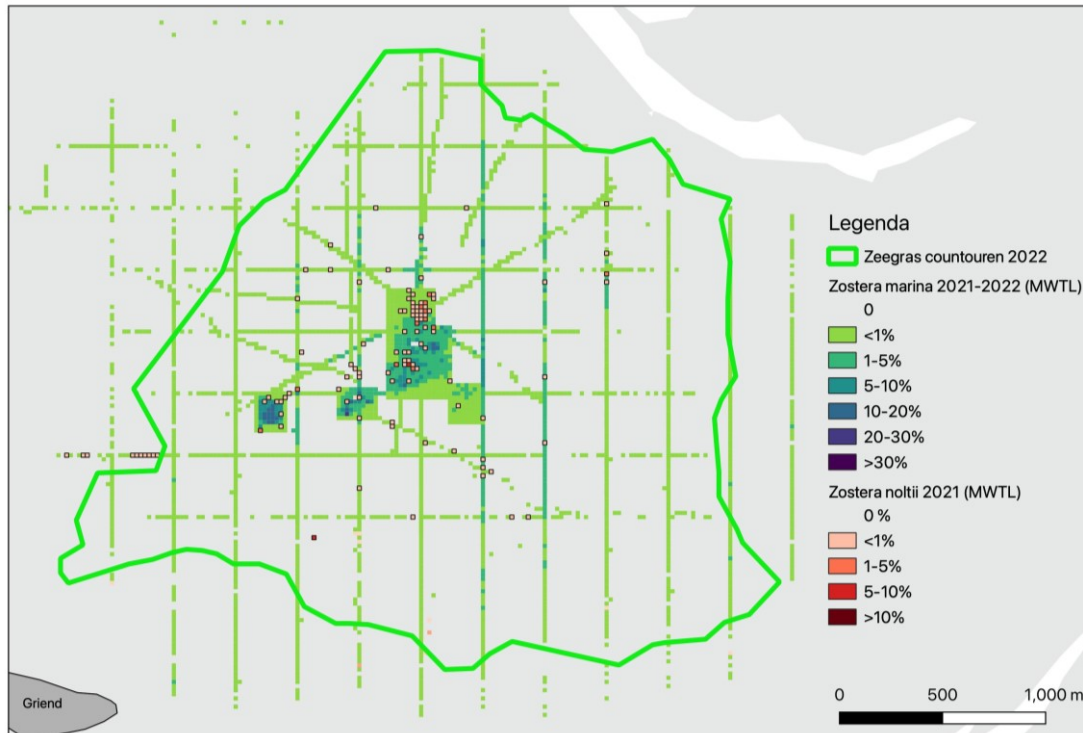 Legenda
Zeegras countouren 2022
Zostera marina 2021-2022 (MWTL)
0
<1%
1-5%
5-10%
10-20%
20-30%
>30%
Zostera noltii 2021 (MWTL)
0 %
<1%
1-5%
5-10%
>10%
Griend
0 500 1,000 m